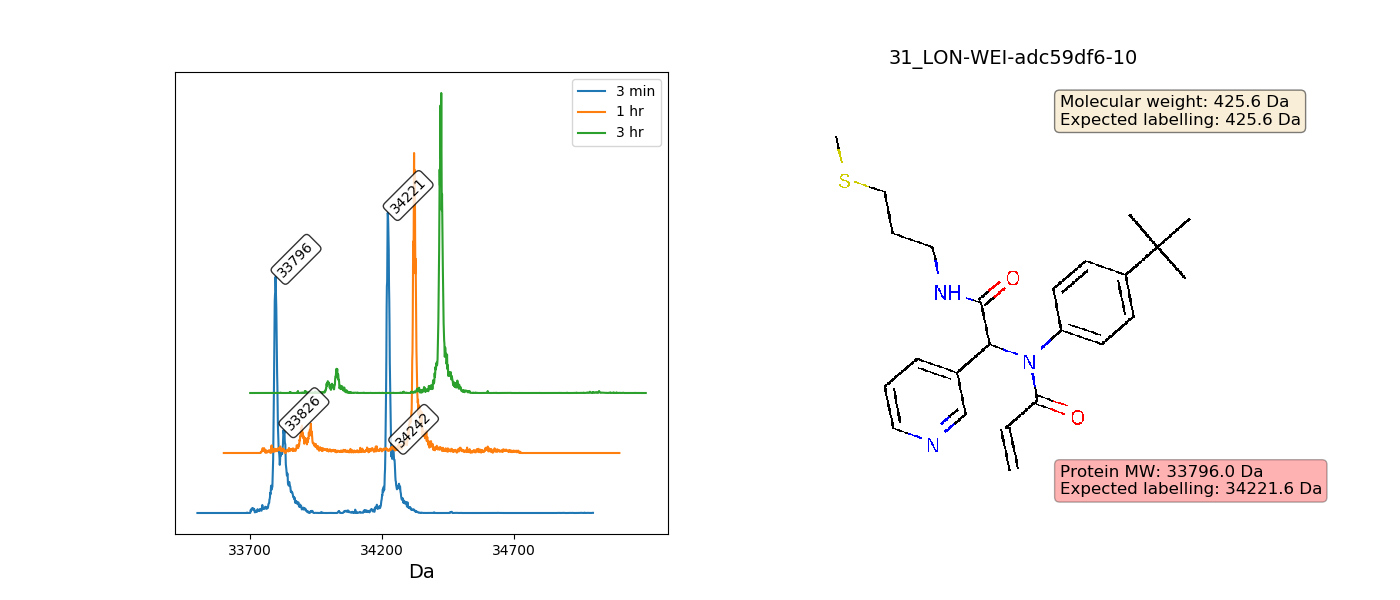 31_LON-WEI-adc59df6-10
3 min
1 hr
3 hr
Molecular weight: 425.6 Da
Expected labelling: 425.6 Da
34221
33796
33826
34242
S
NH
O
N
O
N
Protein MW: 33796.0 Da
Expected labelling: 34221.6 Da
33700
34200
34700
Da